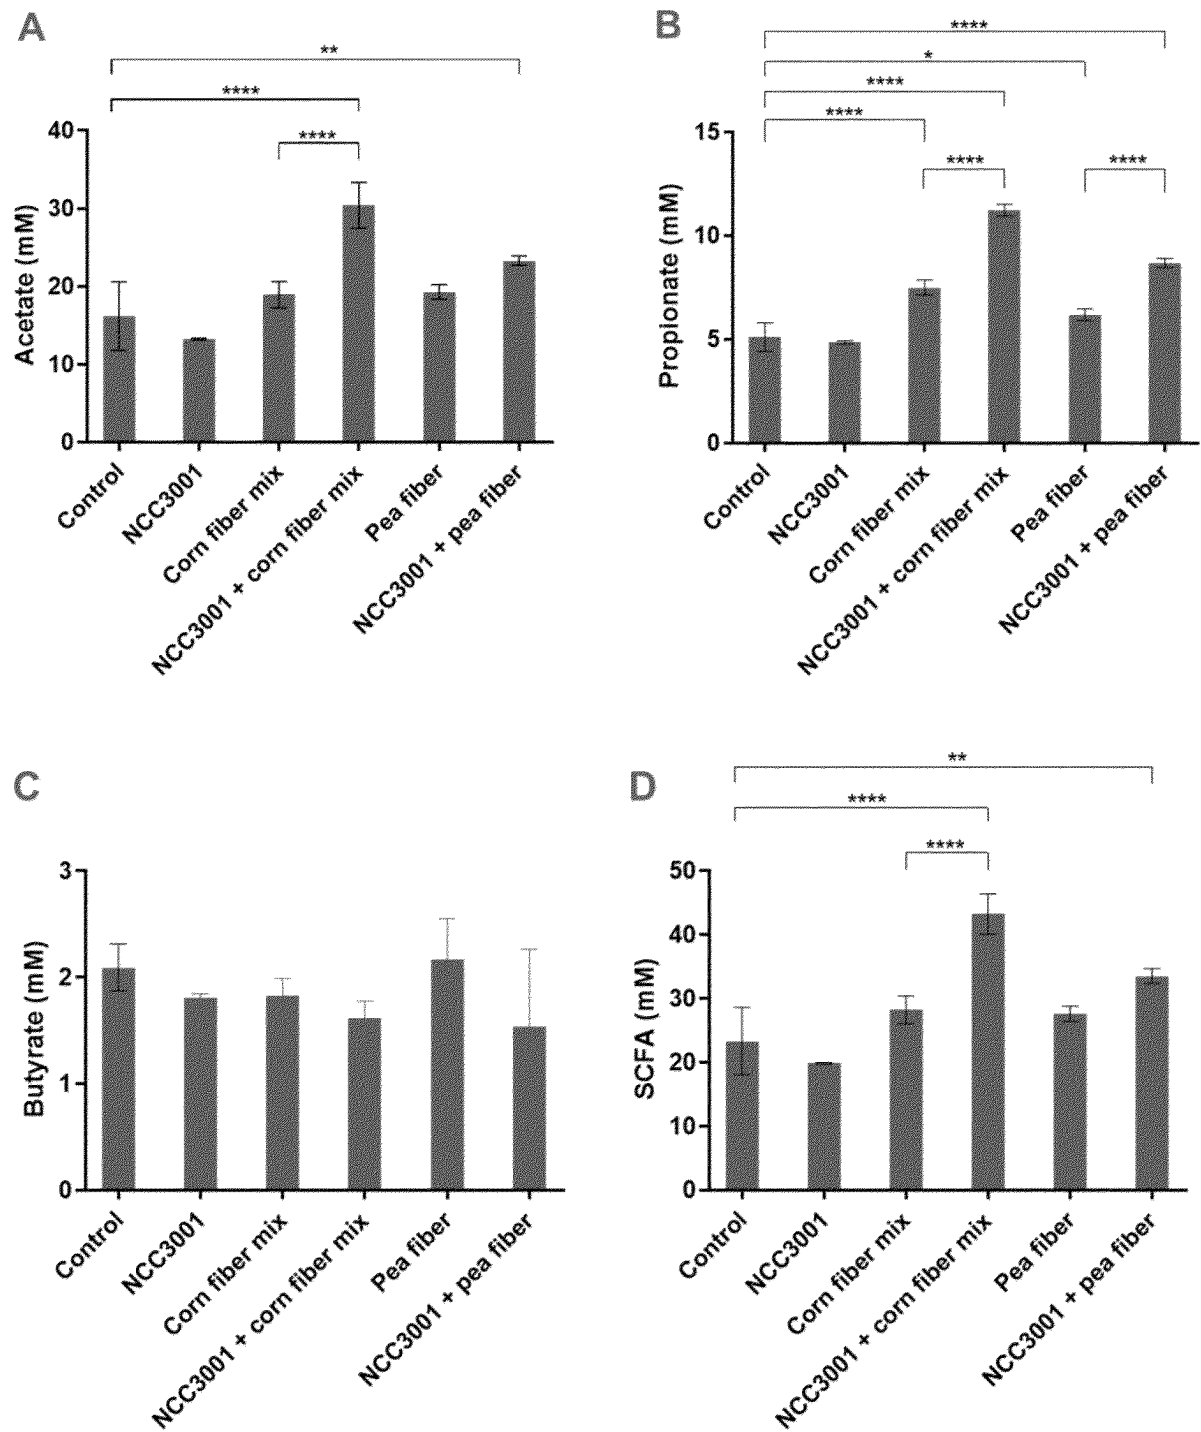 A
**
****
****
40
30
20
10
0
Acetate (mM)
Control
NCC3001
Corn fiber mix
NCC3001 + corn fiber mix
Pea fiber
NCC3001 + pea fiber
B
****
*
****
****
****
****
15
10
5
0
Propionate (mM)
Control
NCC3001
Corn fiber mix
NCC3001 + corn fiber mix
Pea fiber
NCC3001 + pea fiber
C
3
2
1
0
Butyrate (mM)
Control
NCC3001
Corn fiber mix
NCC3001 + corn fiber mix
Pea fiber
NCC3001 + pea fiber
D
**
****
****
50
40
30
20
10
0
SCFA (mM)
Control
NCC3001
Corn fiber mix
NCC3001 + corn fiber mix
Pea fiber
NCC3001 + pea fiber